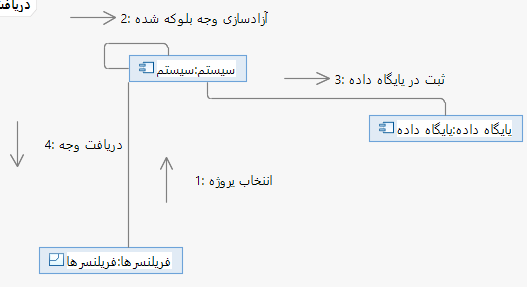 دریافت
2: آزادسازی وجه بلوکه شده
سیستم:سیستم
3: ثبت در پایگاه داده
پایگاه داده:پایگاه داده
4: دریافت وجه
1: انتخاب پروژه
فریلنسرها:فریلنسرها